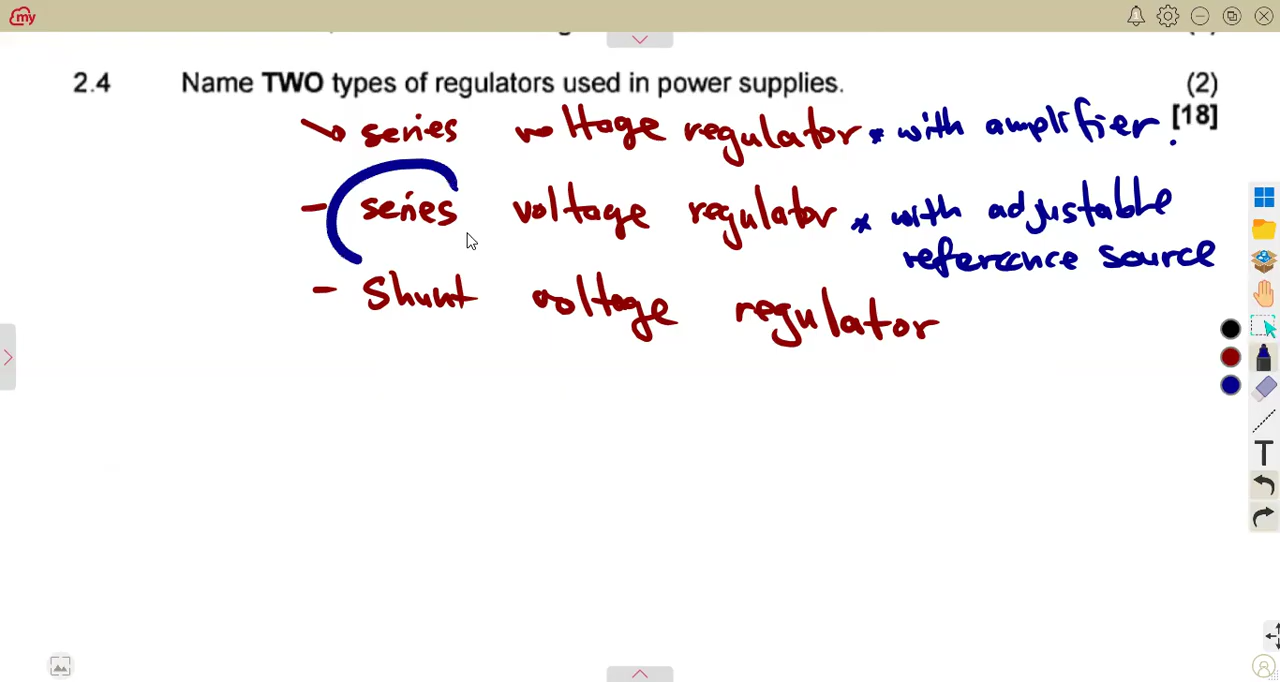 my
2.4 Name TWO types of regulators used in power supplies. (2)
[18]
series voltage regulator * with amplifier.
- series voltage regulator * with adjustable
reference source
- Shunt voltage regulator
T